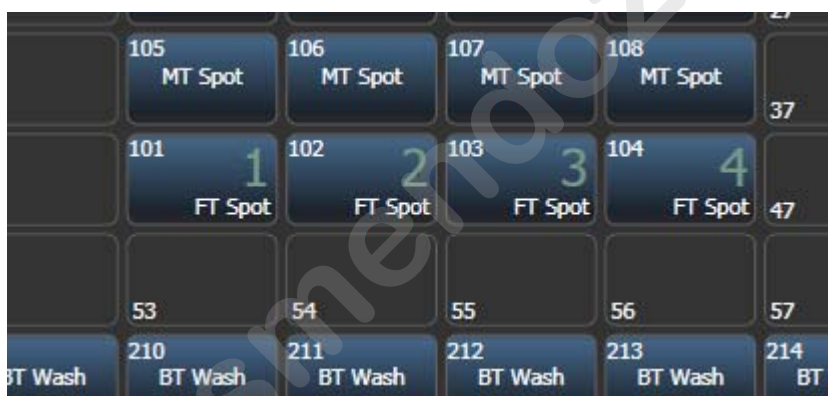 27
105 106 107 108
MT Spot MT Spot MT Spot MT Spot
37
101 102 103 104
1 2 3 4
FT Spot FT Spot FT Spot FT Spot 47
53 54 55 56 57
210 211 212 213 214
BT Wash BT Wash BT Wash BT Wash BT Wash BT
smendoz